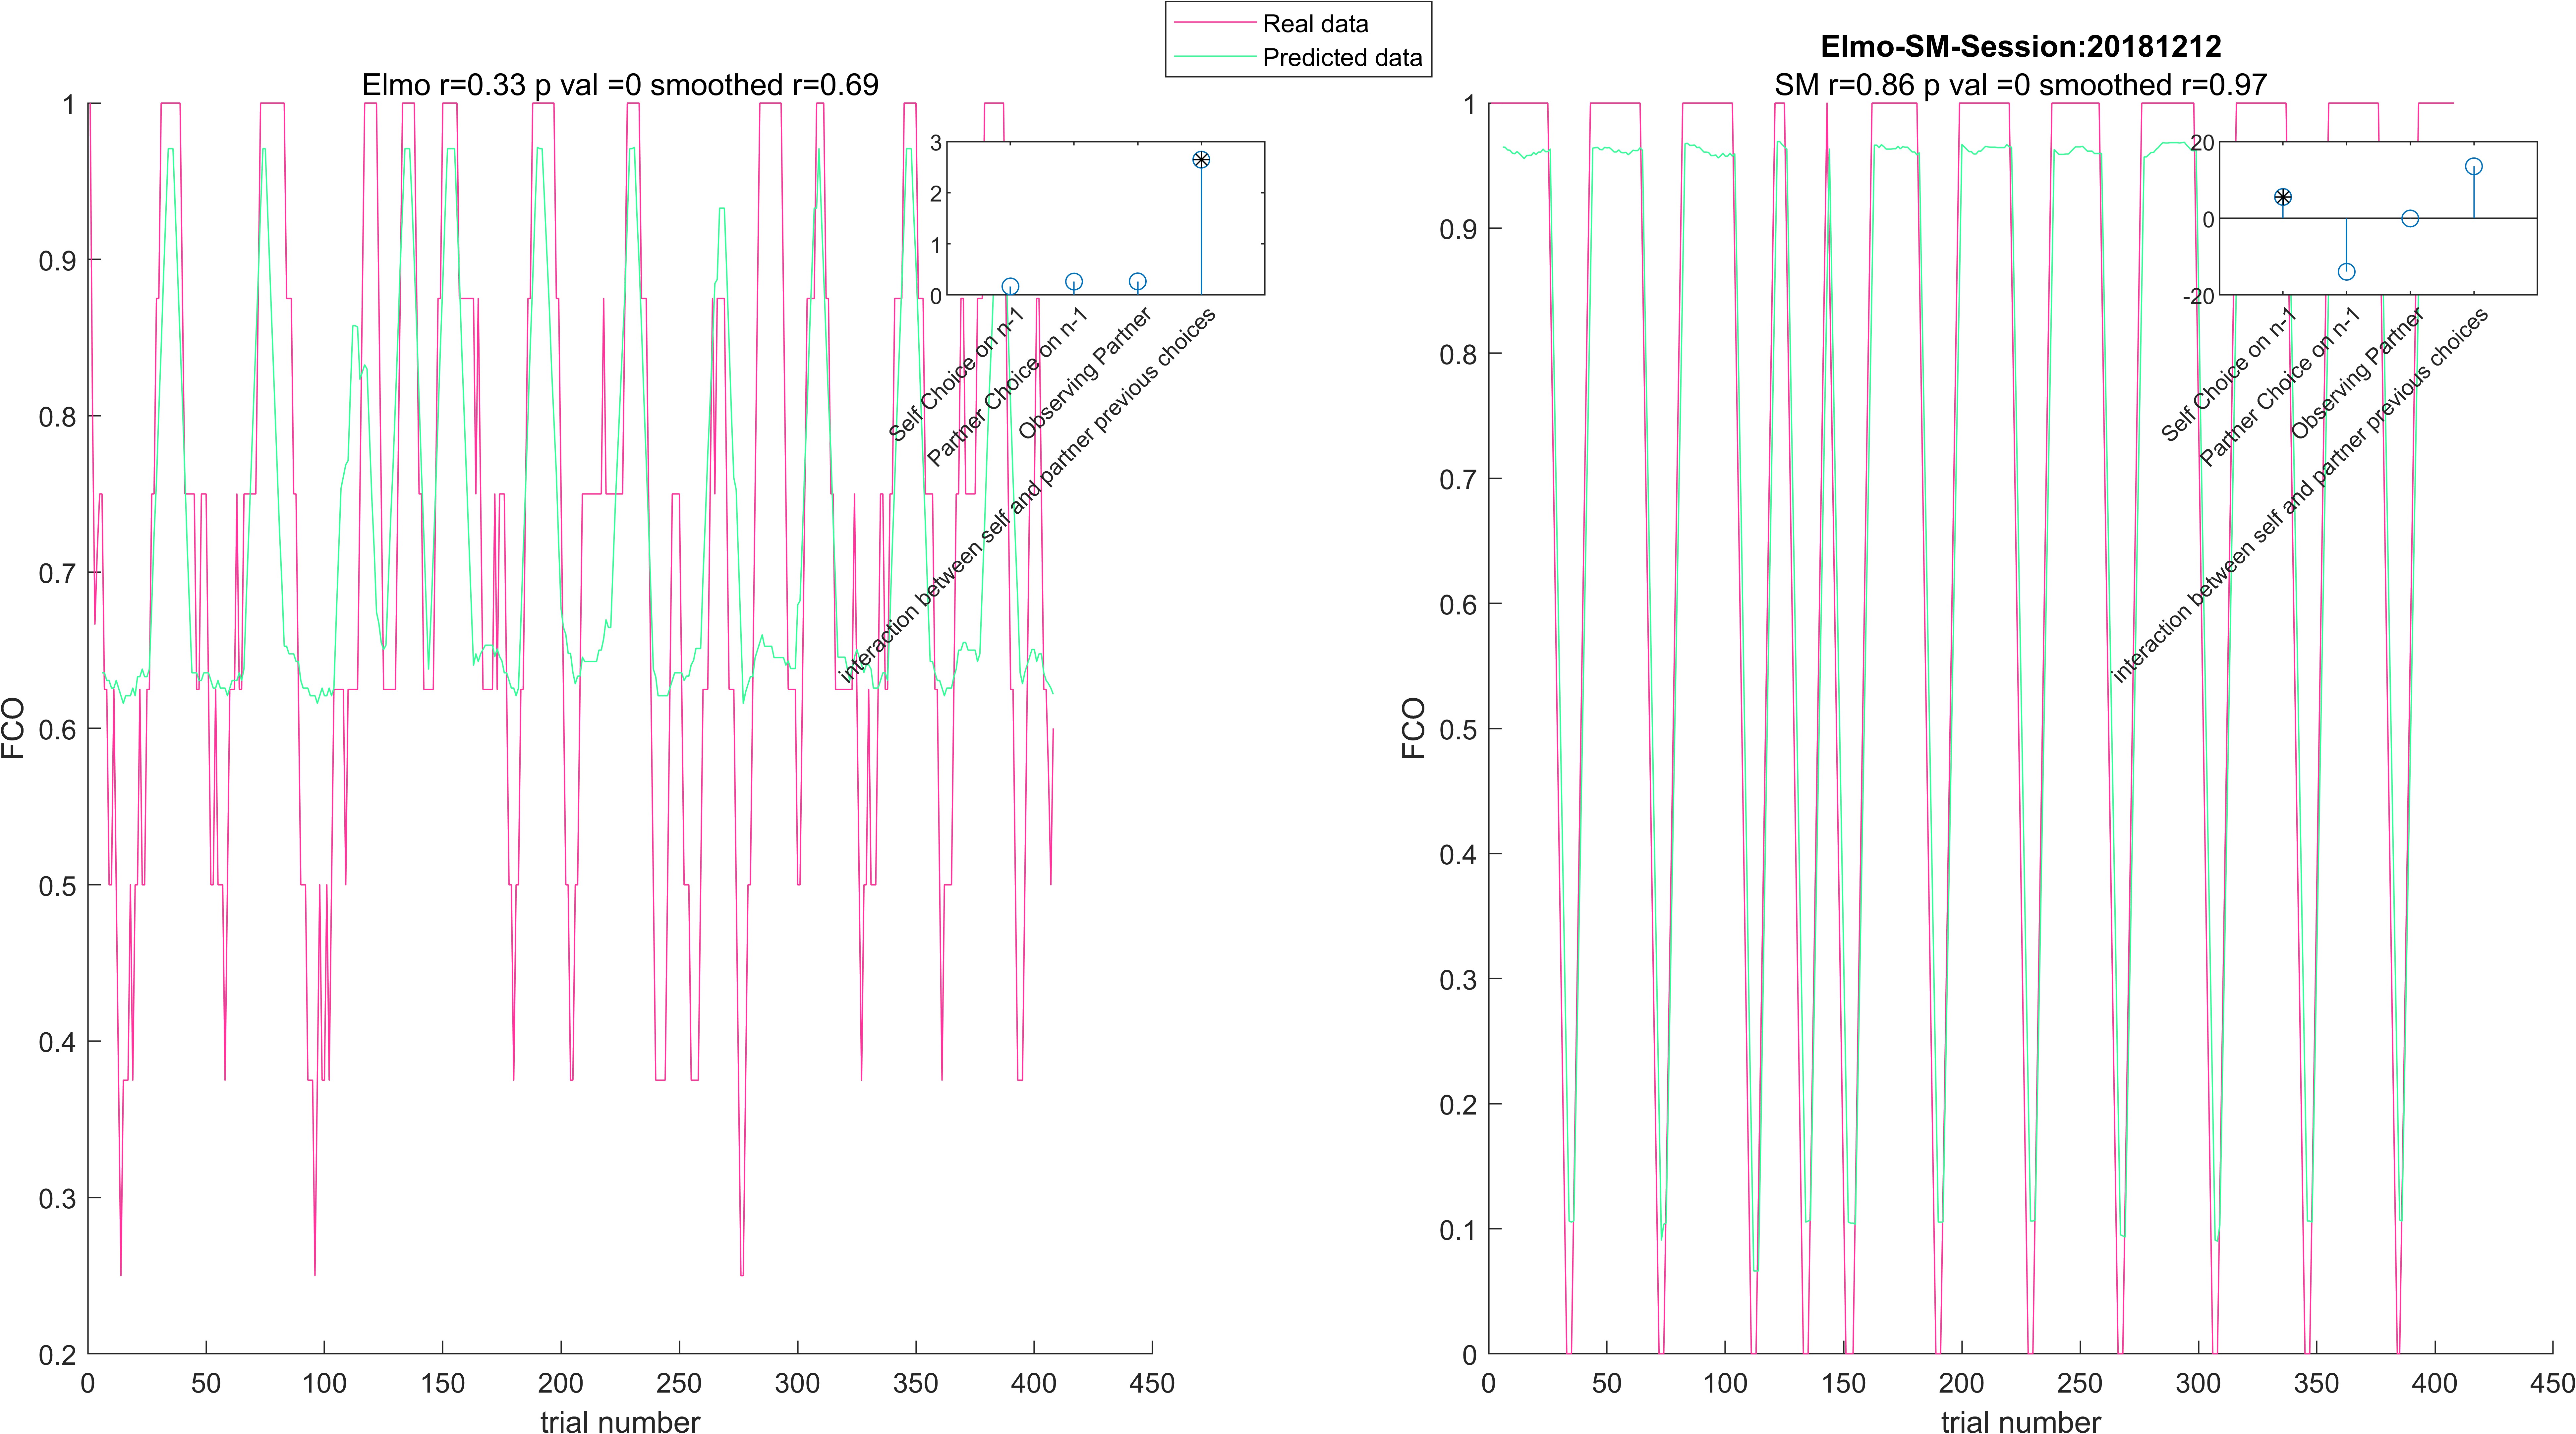 Real data
Predicted data
Elmo-SM-Session:20181212
Elmo r=0.33 p val =0 smoothed r=0.69
SM r=0.86 p val =0 smoothed r=0.97
1
0.9
0.8
0.7
0.6
0.5
0.4
0.3
0.2
FCO
0
50
100
150
200
250
300
350
400
450
trial number
3
2
1
0
Self Choice on n-1
Partner Choice on n-1
Observing Partner
interaction between self and partner previous choices
1
0.9
0.8
0.7
0.6
0.5
0.4
0.3
0.2
0.1
0
FCO
0
50
100
150
200
250
300
350
400
450
trial number
20
0
-20
Self Choice on n-1
Partner Choice on n-1
Observing Partner
interaction between self and partner previous choices